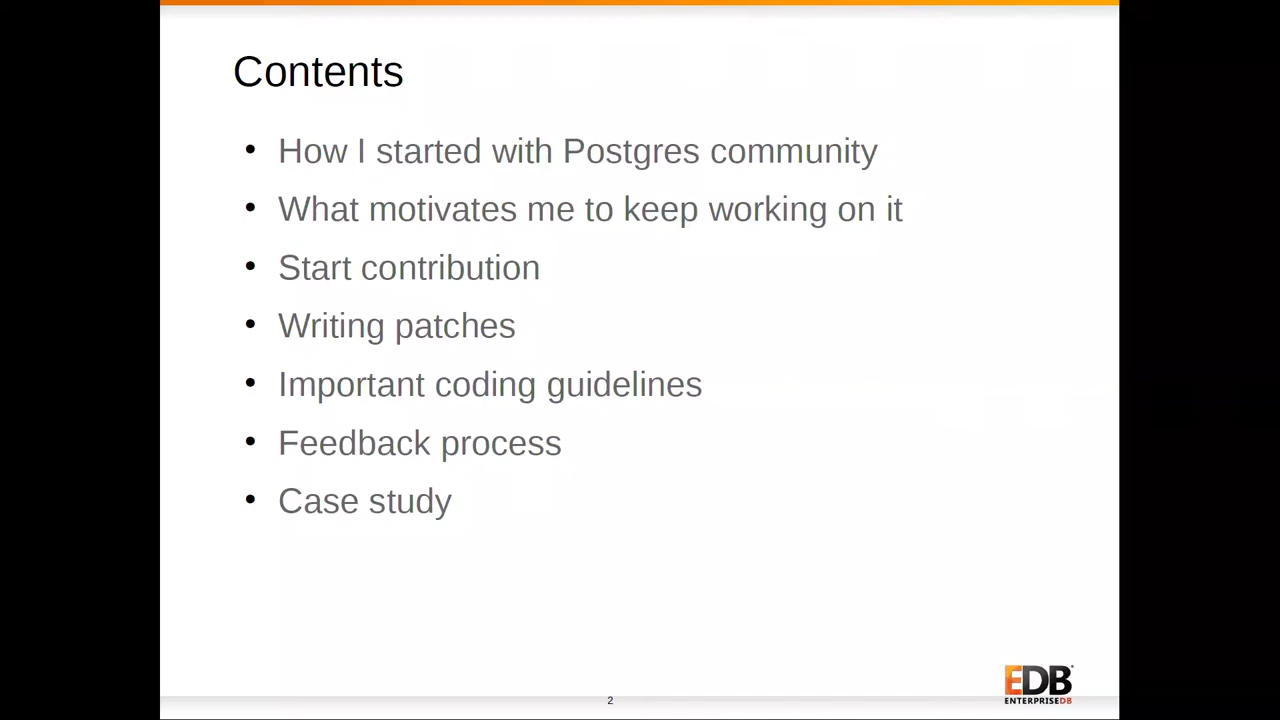 Contents
• How I started with Postgres community
• What motivates me to keep working on it
• Start contribution
• Writing patches
• Important coding guidelines
• Feedback process
• Case study
2
EDB
ENTERPRISEDB